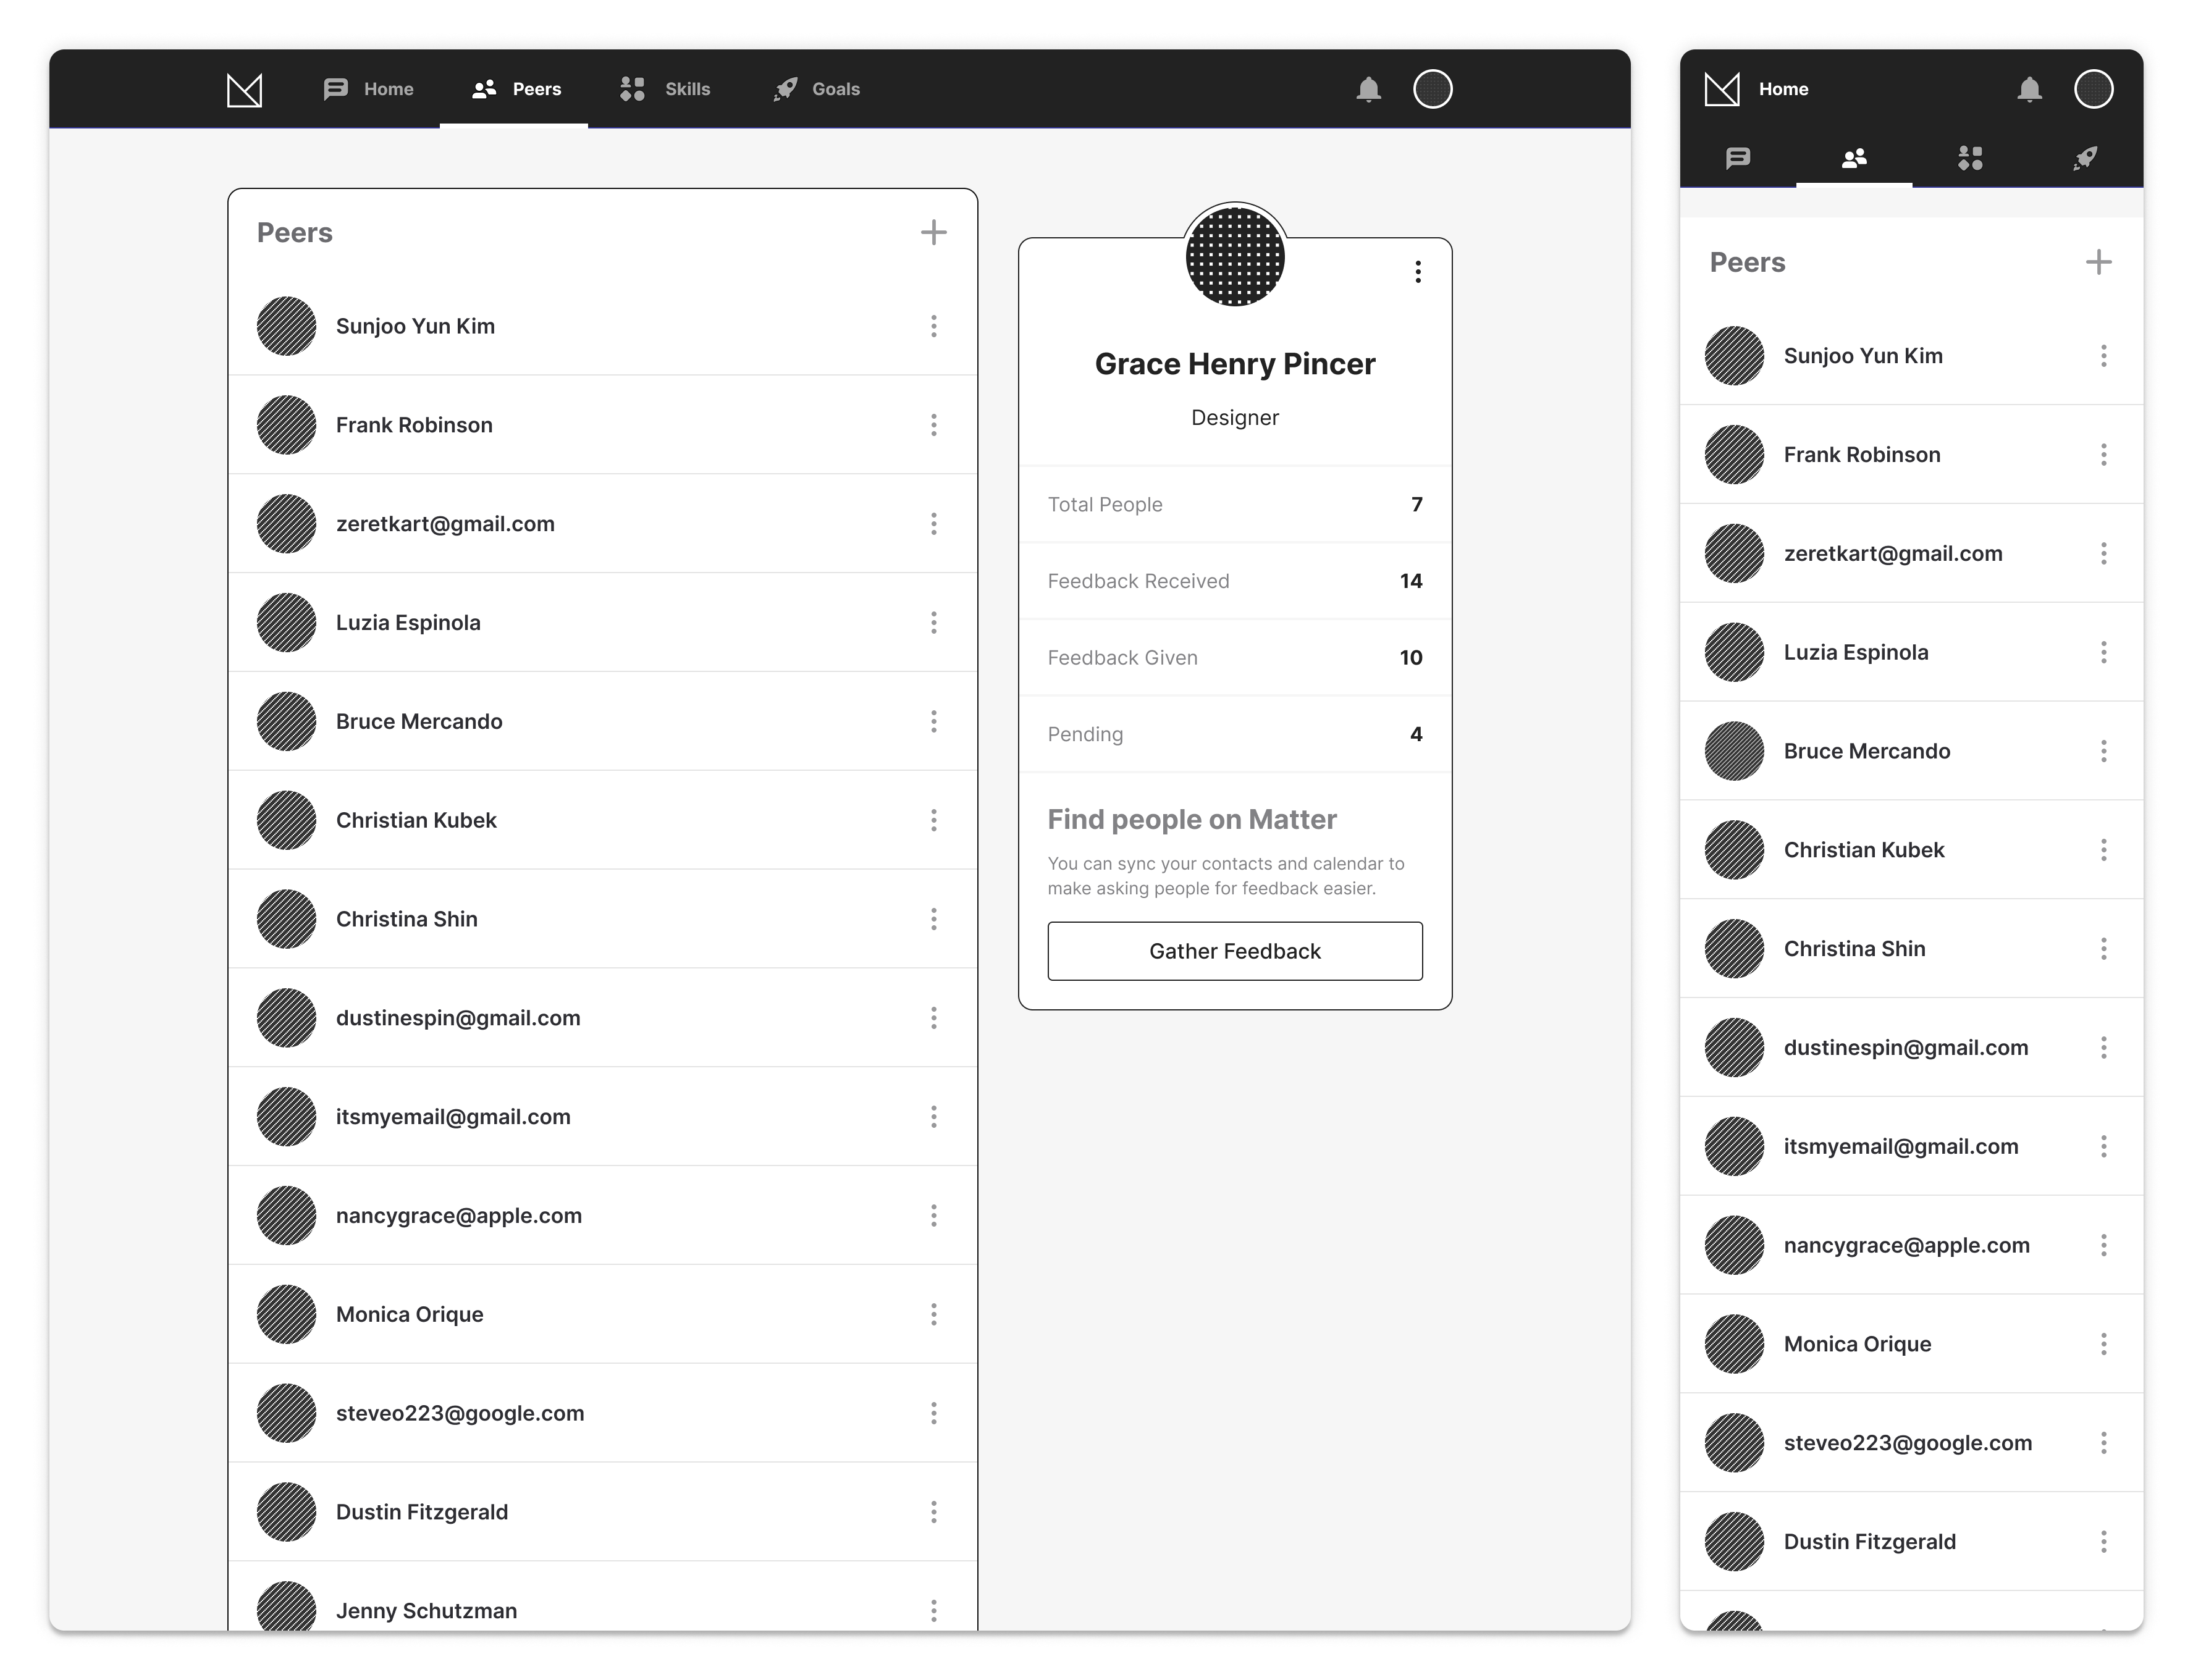 Home
Peers
Skills
Goals
Peers
Sunjoo Yun Kim
Frank Robinson
zeretkart@gmail.com
Luzia Espinola
Bruce Mercando
Christian Kubek
Christina Shin
dustinespin@gmail.com
itsmyemail@gmail.com
nancygrace@apple.com
Monica Orique
steveo223@google.com
Dustin Fitzgerald
Jenny Schutzman
Grace Henry Pincer
Designer
Total People 7
Feedback Received 14
Feedback Given 10
Pending 4
Find people on Matter
You can sync your contacts and calendar to
make asking people for feedback easier.
Gather Feedback
Home
Peers
Sunjoo Yun Kim
Frank Robinson
zeretkart@gmail.com
Luzia Espinola
Bruce Mercando
Christian Kubek
Christina Shin
dustinespin@gmail.com
itsmyemail@gmail.com
nancygrace@apple.com
Monica Orique
steveo223@google.com
Dustin Fitzgerald